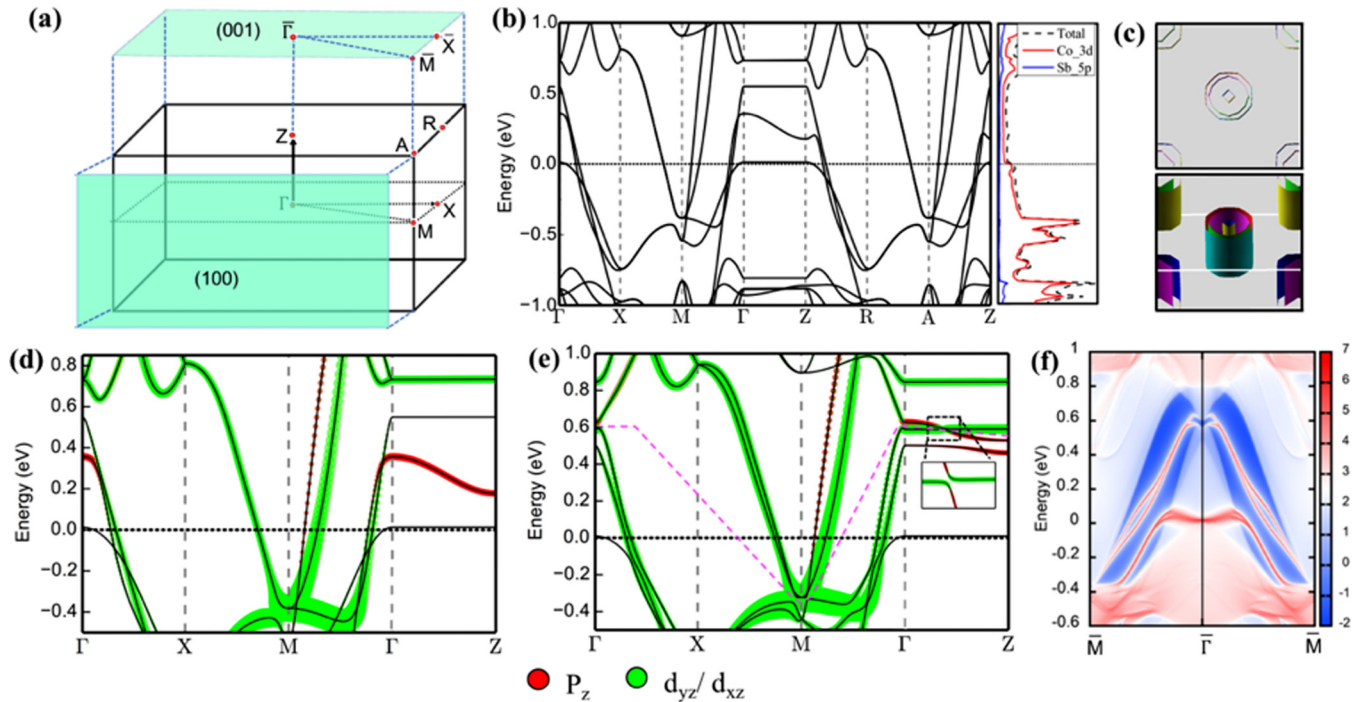 (a)
(001)
Γ̄
X̄
M̄
Z
A
R
Γ
X
M
(100)
(b)
Energy (eV)
1.0
0.5
0.0
−0.5
−1.0
Γ X M Γ Z R A Z
Total
Co_3d
Sb_5p
(c)
(d)
Energy (eV)
0.8
0.6
0.4
0.2
0.0
−0.2
−0.4
Γ X M Γ Z
(e)
Energy (eV)
1.0
0.8
0.6
0.4
0.2
0.0
−0.2
−0.4
Γ X M Γ Z
P_z d_yz/ d_xz
(f)
Energy (eV)
1
0.8
0.6
0.4
0.2
0
-0.2
-0.4
-0.6
M̄ Γ̄ M̄
7
6
5
4
3
2
1
0
-1
-2